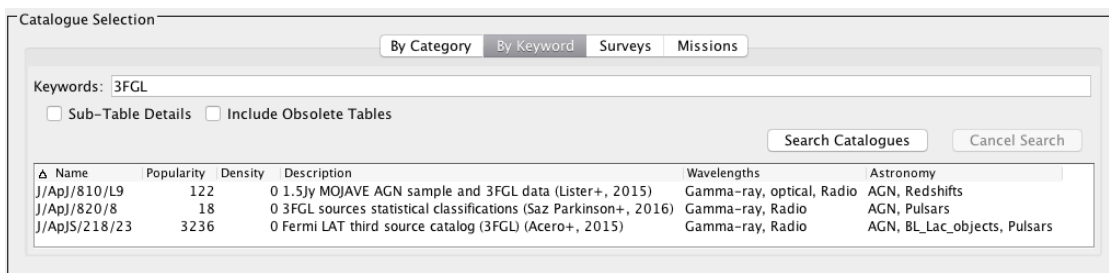 Catalogue Selection
By Category By Keyword Surveys Missions
Keywords: 3FGL
Sub-Table Details Include Obsolete Tables
Search Catalogues Cancel Search
Name Popularity Density Description Wavelengths Astronomy
J/ApJ/810/L9 122 0 1.5Jy MOJAVE AGN sample and 3FGL data (Lister+, 2015) Gamma-ray, optical, Radio AGN, Redshifts
J/ApJ/820/8 18 0 3FGL sources statistical classifications (Saz Parkinson+, 2016) Gamma-ray, Radio AGN, Pulsars
J/ApJS/218/23 3236 0 Fermi LAT third source catalog (3FGL) (Acero+, 2015) Gamma-ray, Radio AGN, BL_Lac_objects, Pulsars